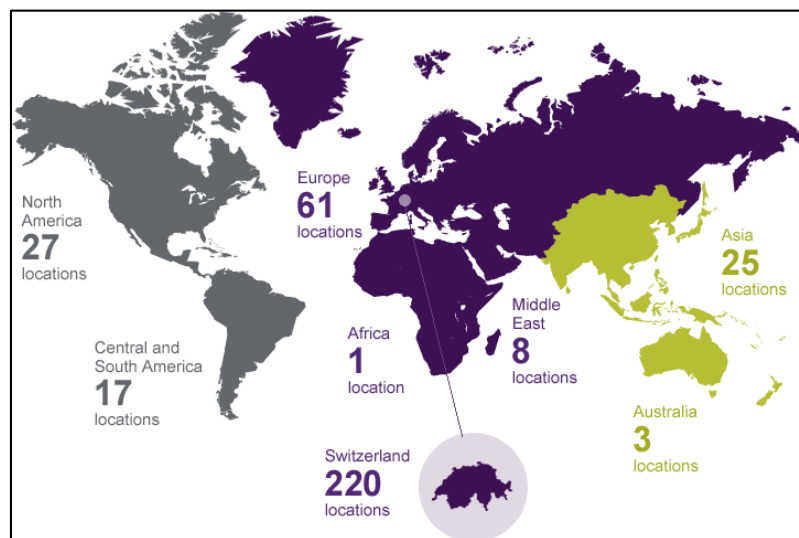 Europe
61
locations
North
America
27
locations
Asia
25
locations
Middle
East
8
locations
Africa
1
location
Central and
South America
17
locations
Australia
3
locations
Switzerland
220
locations